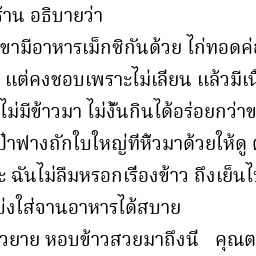 ร้าน อธิบายว่า
ขามีอาหารเม็กซิกันด้วย ไก่ทอดค
แต่คงชอบเพราะไม่เลียน แล้วมีเ
ไม่มีข้าวมา ไม่งั้นกินได้อร่อยกว่าข
ป๋าฟางถักใบใหญ่ที่หิ้วมาด้วยให้ดู
ะ ฉันไม่ลืมหรอกเรื่องข้าว ถึงเย็นไ
บ่งใส่จานอาหารได้สบาย
วยาย หอบข้าวสวยมาถึงนี่ คุณต